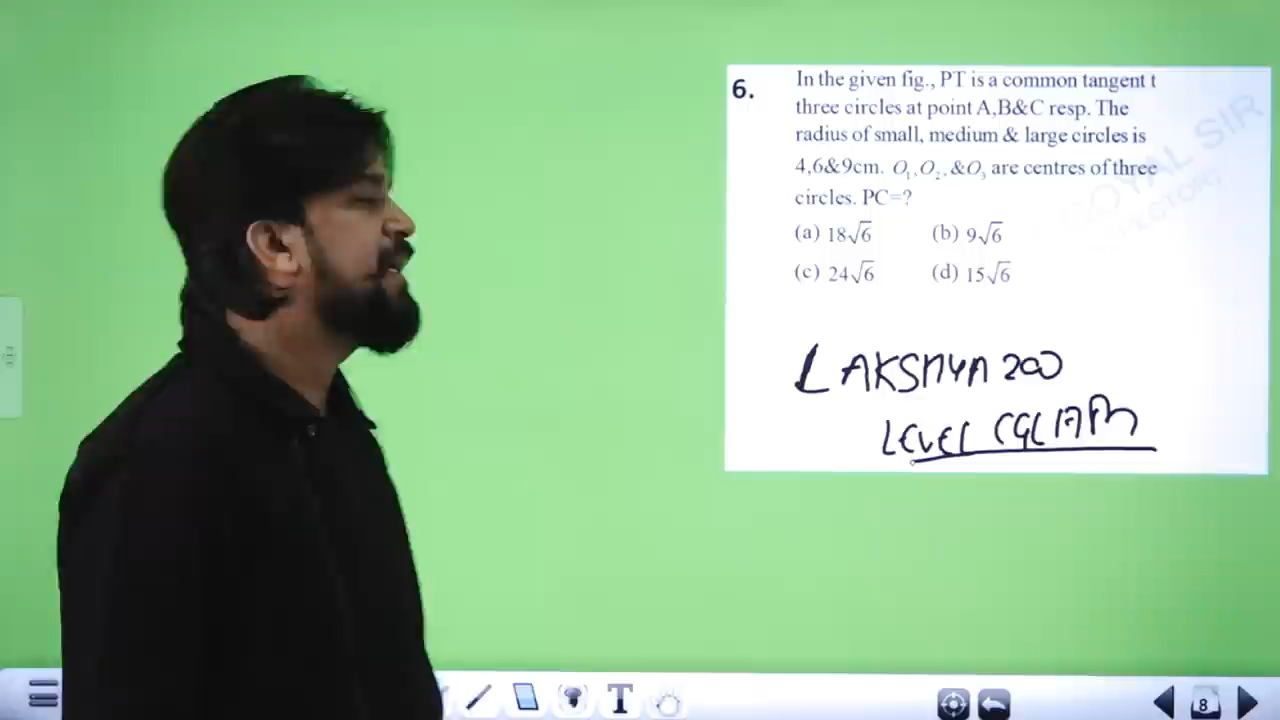 6.
In the given fig., PT is a common tangent t
three circles at point A,B&C resp. The
radius of small, medium & large circles is
4,6&9cm. O₁,O₂,&O₃ are centres of three
circles. PC=?
(a) 18√6 (b) 9√6
(c) 24√6 (d) 15√6
LAKSHYA 200
LEVEL CGL
T
8